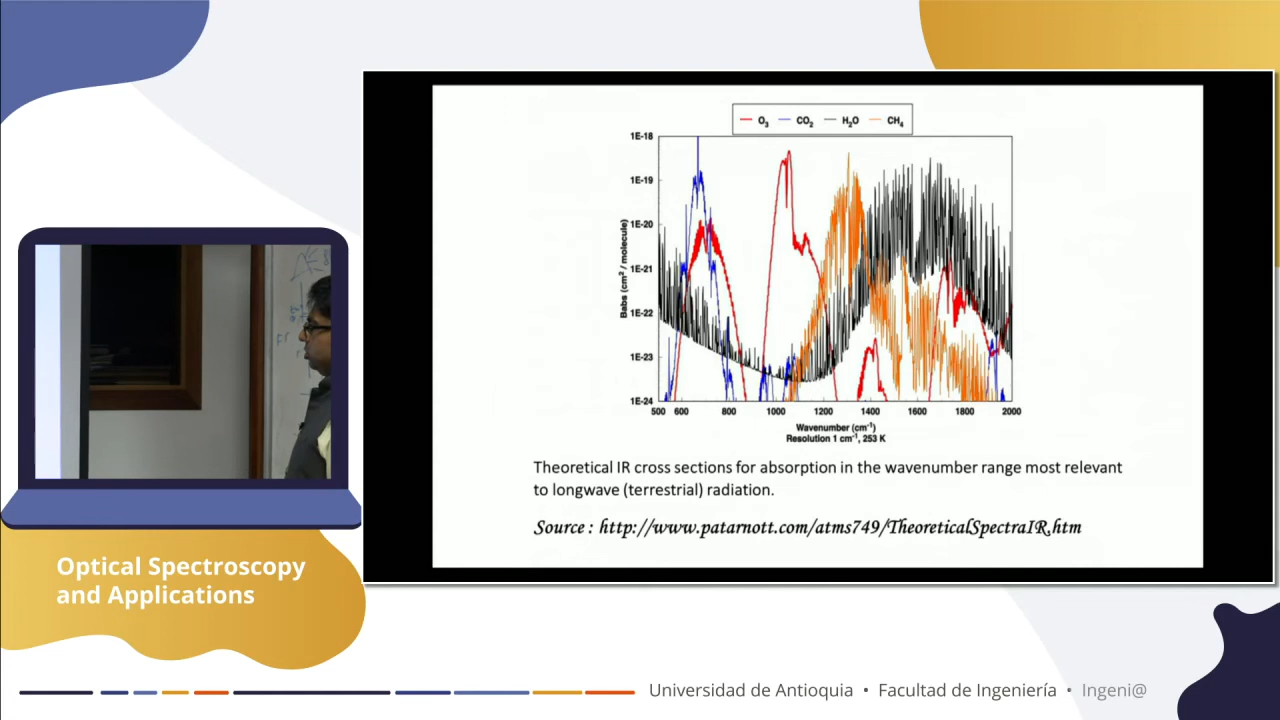 O3 CO2 H2O CH4
1E-18
1E-19
1E-20
1E-21
1E-22
1E-23
1E-24
Babs (cm2 / molecule)
500 600 800 1000 1200 1400 1600 1800 2000
Wavenumber (cm-1)
Resolution 1 cm-1, 253 K
Theoretical IR cross sections for absorption in the wavenumber range most relevant
to longwave (terrestrial) radiation.
Source : http://www.patarnott.com/atms749/TheoreticalSpectraIR.htm
Optical Spectroscopy
and Applications
Universidad de Antioquia • Facultad de Ingeniería • Ingeni@